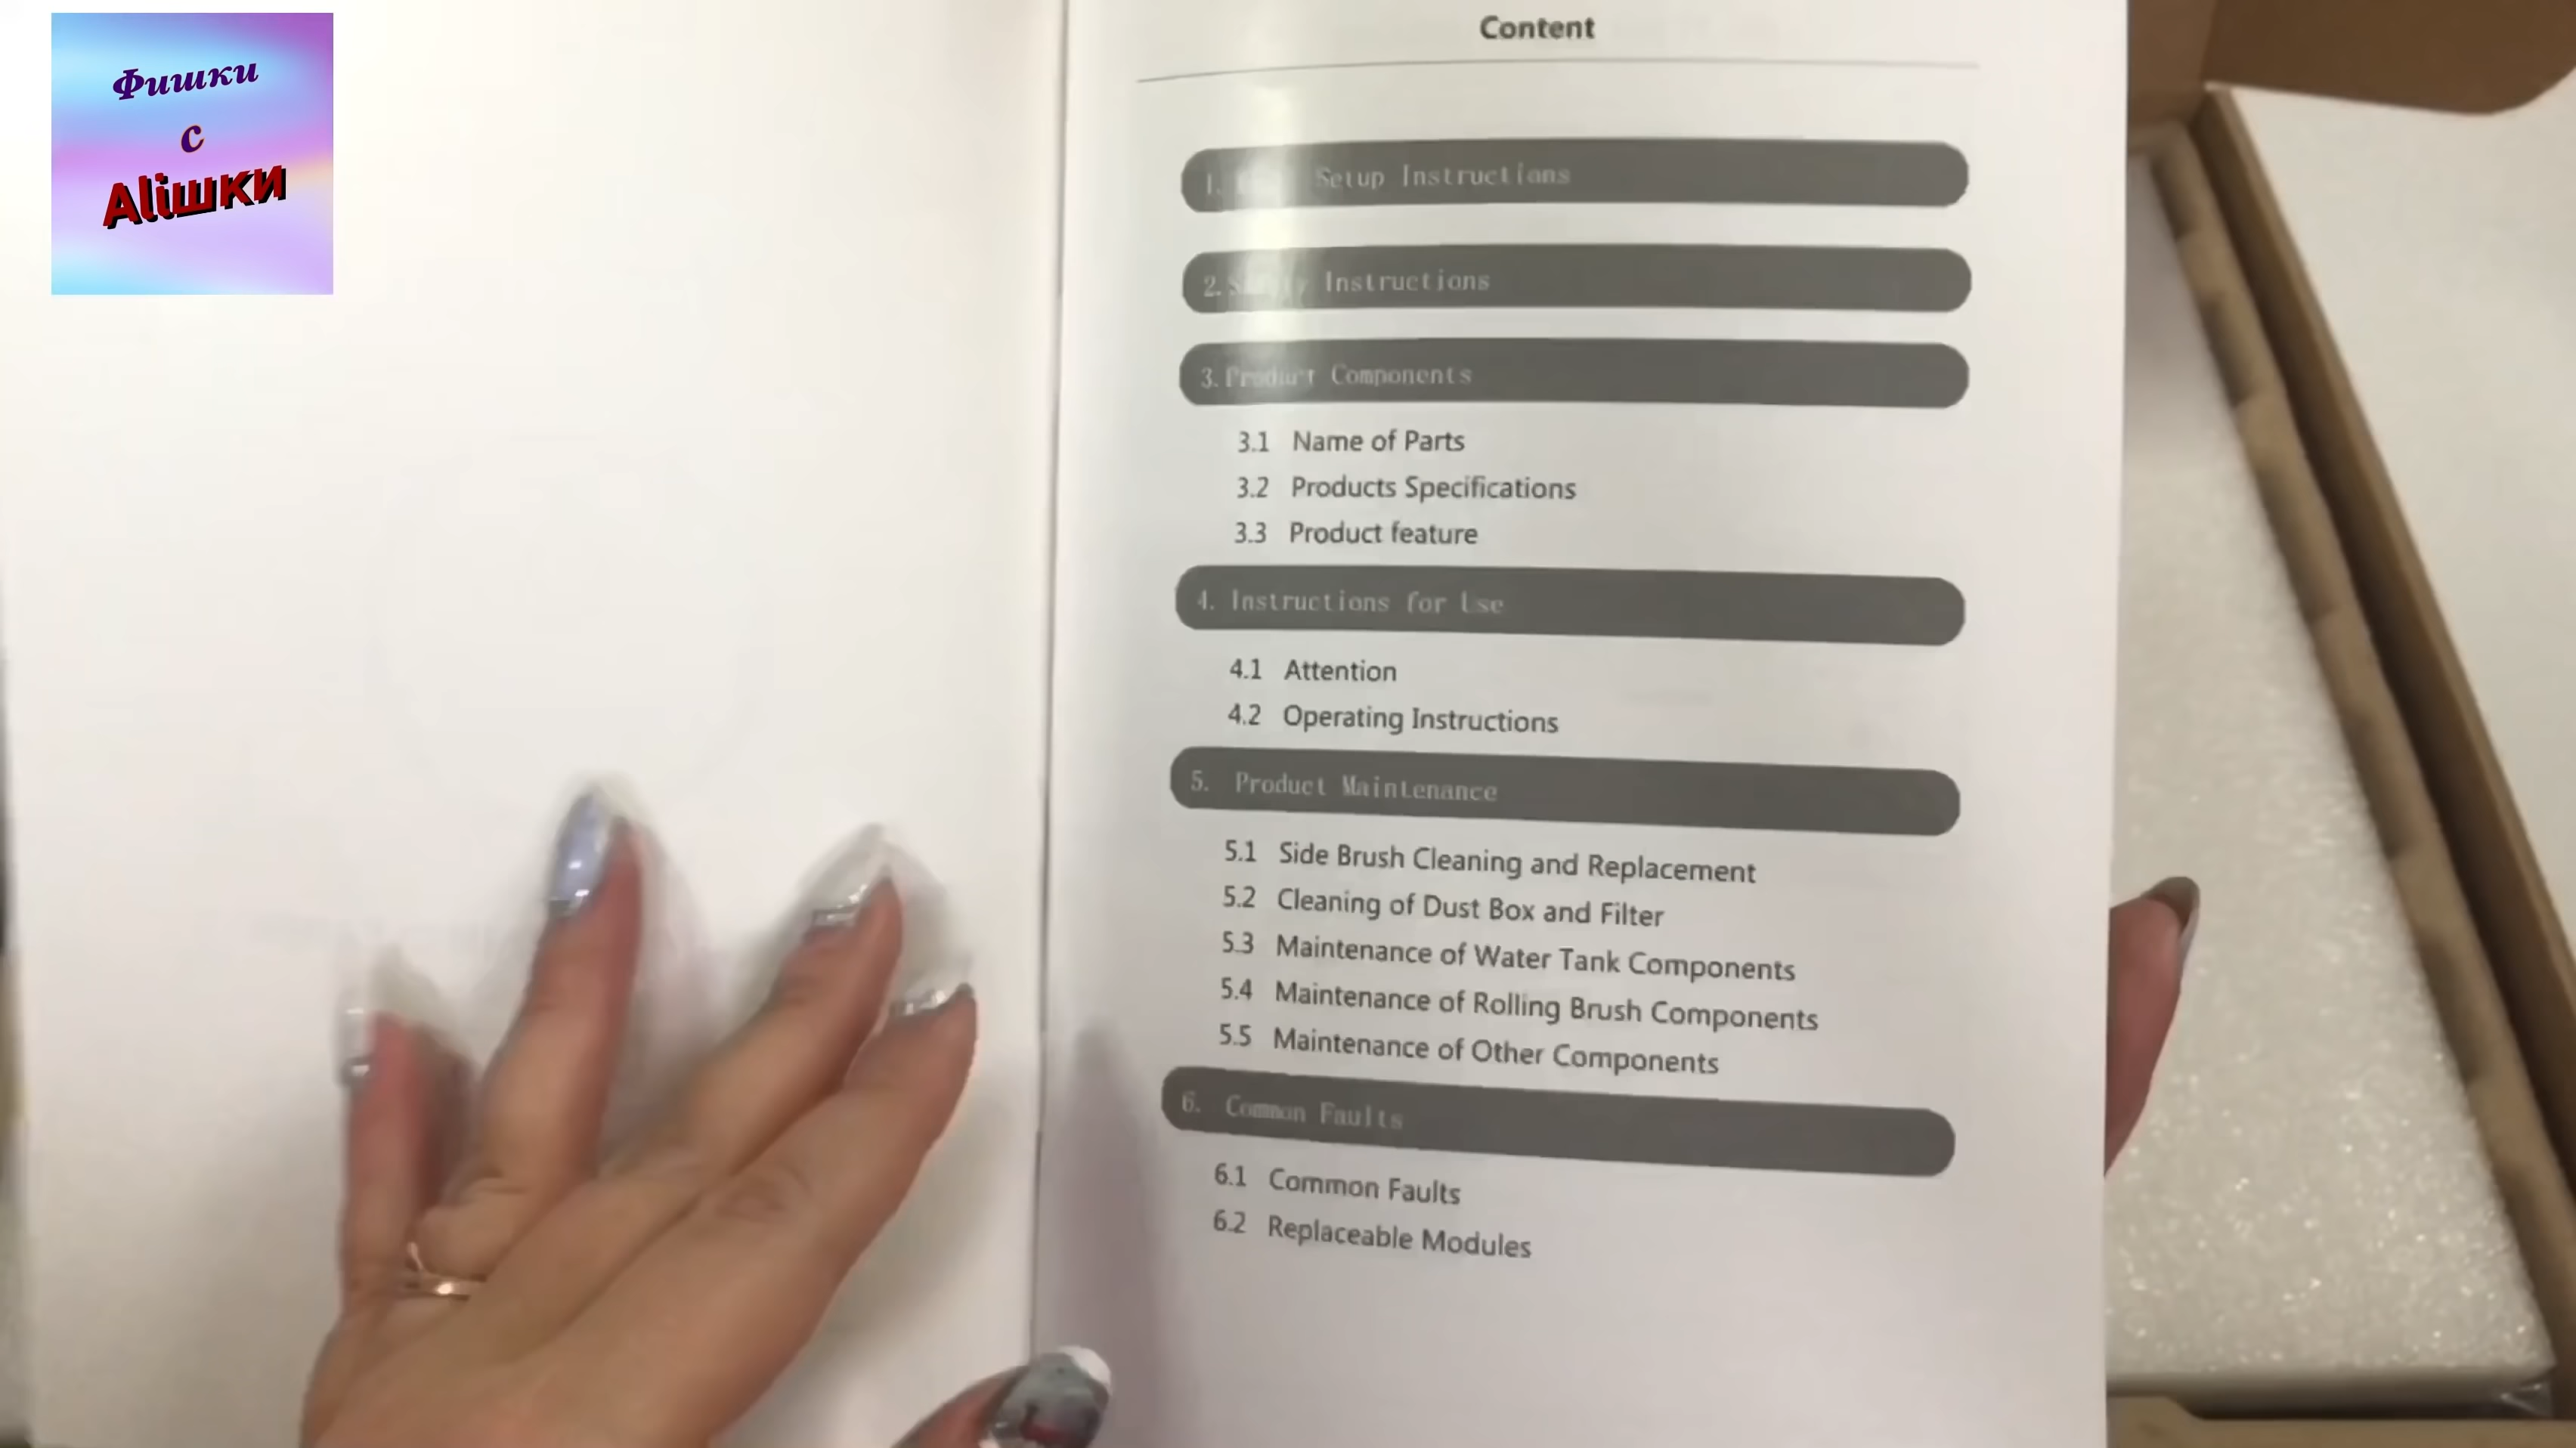 Фишки
с
Aliшки
Content
1. Setup Instructions
2. Instructions
3. Product Components
3.1 Name of Parts
3.2 Products Specifications
3.3 Product feature
4. Instructions for Use
4.1 Attention
4.2 Operating Instructions
5. Product Maintenance
5.1 Side Brush Cleaning and Replacement
5.2 Cleaning of Dust Box and Filter
5.3 Maintenance of Water Tank Components
5.4 Maintenance of Rolling Brush Components
5.5 Maintenance of Other Components
6. Common Faults
6.1 Common Faults
6.2 Replaceable Modules